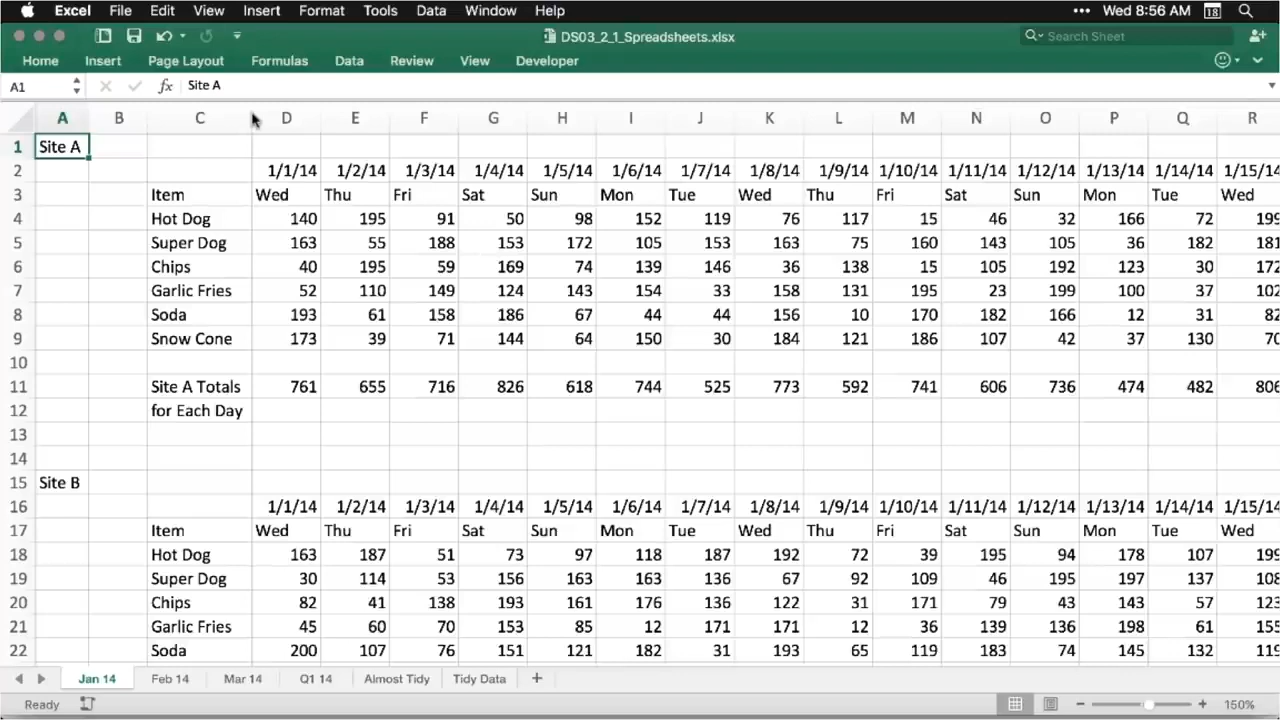 Excel File Edit View Insert Format Tools Data Window Help ••• Wed 8:56 AM 18
DS03_2_1_Spreadsheets.xlsx Search Sheet
Home Insert Page Layout Formulas Data Review View Developer
A1 fx Site A
A B C D E F G H I J K L M N O P Q R
1 Site A
2 1/1/14 1/2/14 1/3/14 1/4/14 1/5/14 1/6/14 1/7/14 1/8/14 1/9/14 1/10/14 1/11/14 1/12/14 1/13/14 1/14/14 1/15/14
3 Item Wed Thu Fri Sat Sun Mon Tue Wed Thu Fri Sat Sun Mon Tue Wed
4 Hot Dog 140 195 91 50 98 152 119 76 117 15 46 32 166 72 199
5 Super Dog 163 55 188 153 172 105 153 163 75 160 143 105 36 182 181
6 Chips 40 195 59 169 74 139 146 36 138 15 105 192 123 30 172
7 Garlic Fries 52 110 149 124 143 154 33 158 131 195 23 199 100 37 102
8 Soda 193 61 158 186 67 44 44 156 10 170 182 166 12 31 82
9 Snow Cone 173 39 71 144 64 150 30 184 121 186 107 42 37 130 70
10
11 Site A Totals 761 655 716 826 618 744 525 773 592 741 606 736 474 482 806
12 for Each Day
13
14
15 Site B
16 1/1/14 1/2/14 1/3/14 1/4/14 1/5/14 1/6/14 1/7/14 1/8/14 1/9/14 1/10/14 1/11/14 1/12/14 1/13/14 1/14/14 1/15/14
17 Item Wed Thu Fri Sat Sun Mon Tue Wed Thu Fri Sat Sun Mon Tue Wed
18 Hot Dog 163 187 51 73 97 118 187 192 72 39 195 94 178 107 199
19 Super Dog 30 114 53 156 163 163 136 67 92 109 46 195 197 137 108
20 Chips 82 41 138 193 161 176 136 122 31 171 79 43 143 57 123
21 Garlic Fries 45 60 70 153 85 12 171 171 12 36 139 136 198 61 155
22 Soda 200 107 76 151 121 182 31 193 65 119 183 74 145 132 119
Jan 14 Feb 14 Mar 14 Q1 14 Almost Tidy Tidy Data +
Ready 150%